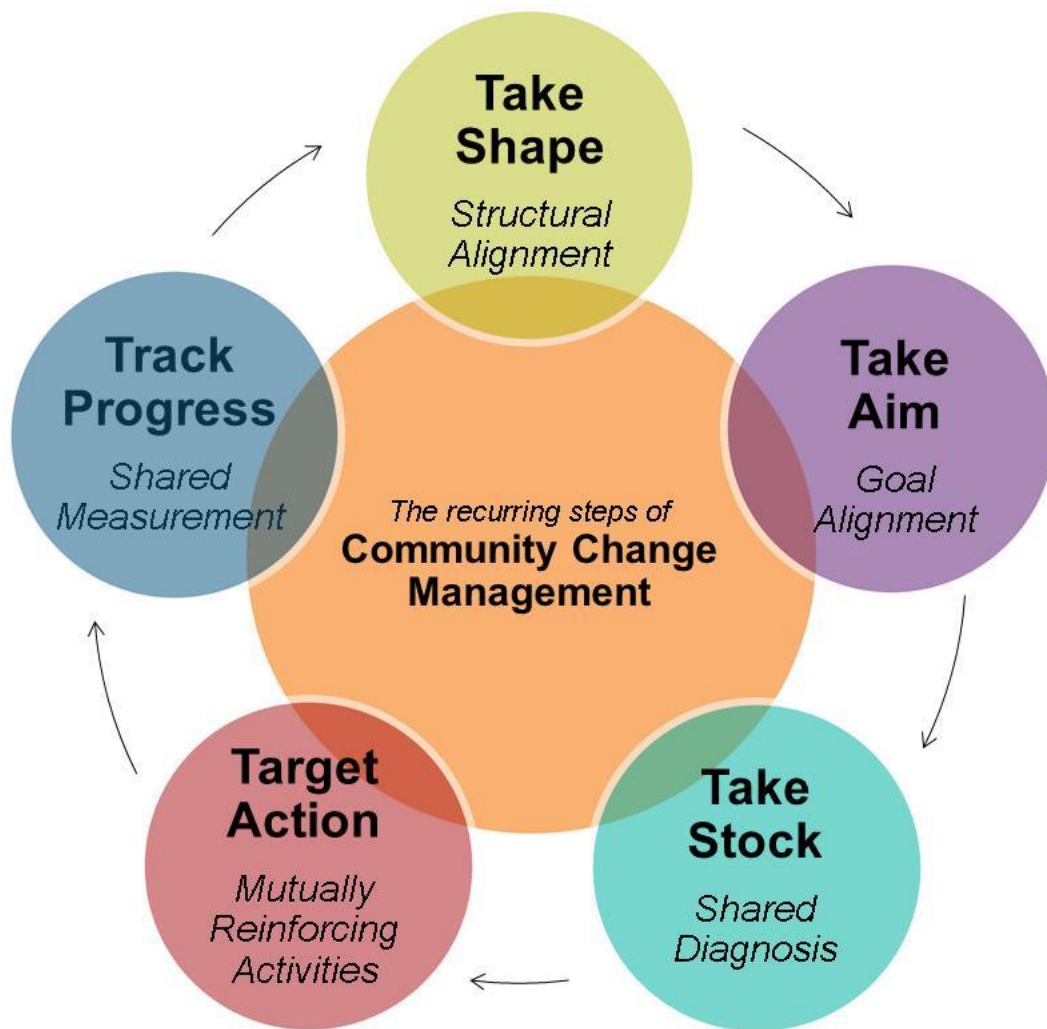 Take
Shape
Structural
Alignment
Take
Aim
Goal
Alignment
Take
Stock
Shared
Diagnosis
Target
Action
Mutually
Reinforcing
Activities
Track
Progress
Shared
Measurement
The recurring steps of
Community Change
Management